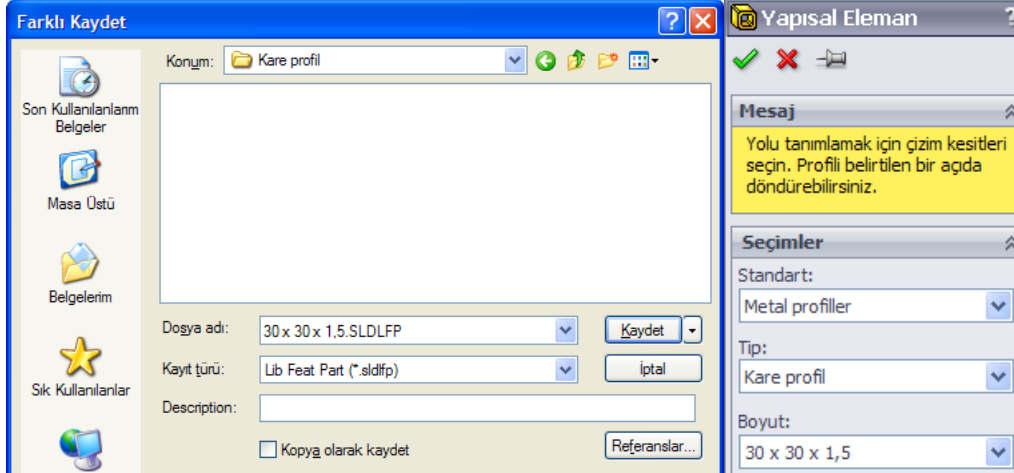 Farklı Kaydet
Konum: Kare profil
Son Kullanılanlarım
Belgeler
Masa Üstü
Belgelerim
Sık Kullanılanlar
Dosya adı: 30 x 30 x 1,5.SLDLFP Kaydet
Kayıt türü: Lib Feat Part (*.sldlfp) İptal
Description:
Kopya olarak kaydet Referanslar...
Yapısal Eleman ?
Mesaj
Yolu tanımlamak için çizim kesitleri
seçin. Profili belirtilen bir açıda
döndürebilirsiniz.
Seçimler
Standart:
Metal profiller
Tip:
Kare profil
Boyut:
30 x 30 x 1,5